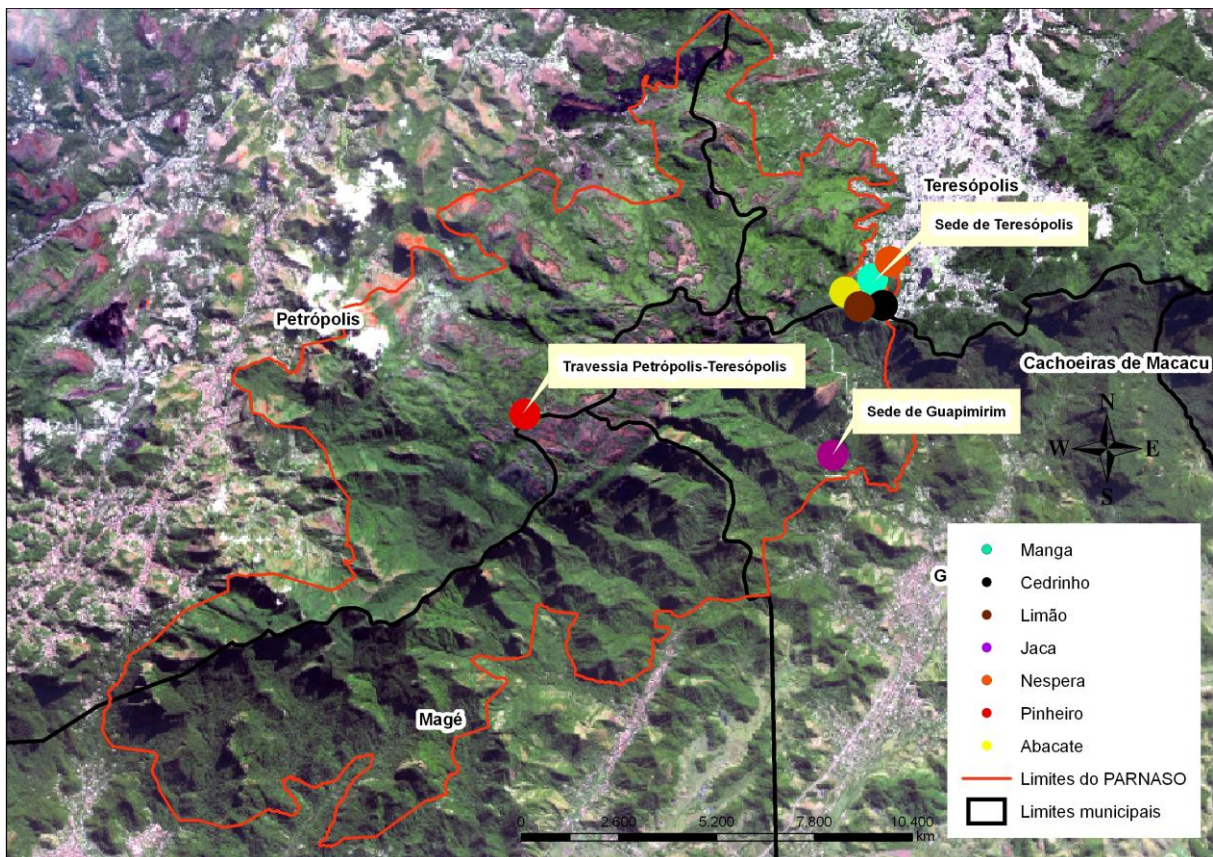 Teresópolis
Sede de Teresópolis
Petrópolis
Travessia Petrópolis-Teresópolis
Cachoeiras de Macacu
Sede de Guapimirim
N
W E
S
G
Magé
Manga
Cedrinho
Limão
Jaca
Nespera
Pinheiro
Abacate
Limites do PARNASO
Limites municipais
0 2.600 5.200 7.800 10.400
km